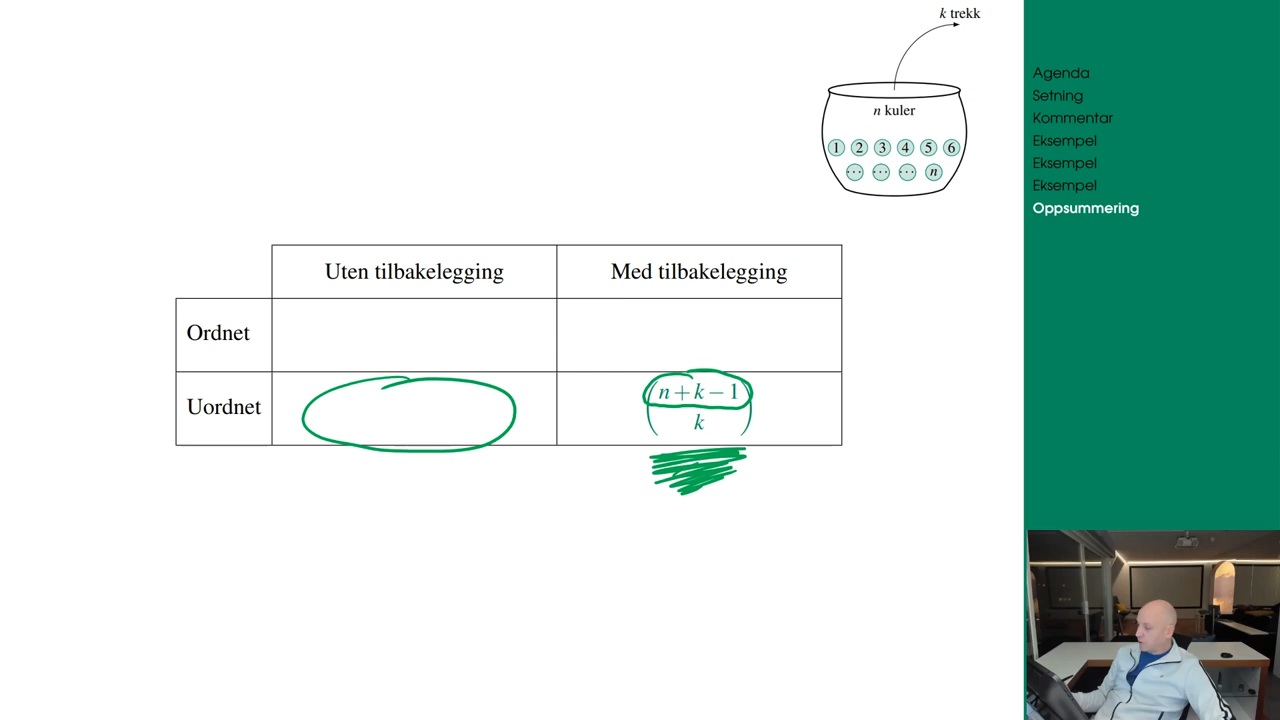 k trekk
n kuler
1 2 3 4 5 6
... ... ... n
Agenda
Setning
Kommentar
Eksempel
Eksempel
Eksempel
Oppsummering
Uten tilbakelegging
Med tilbakelegging
Ordnet
Uordnet
n + k − 1
k